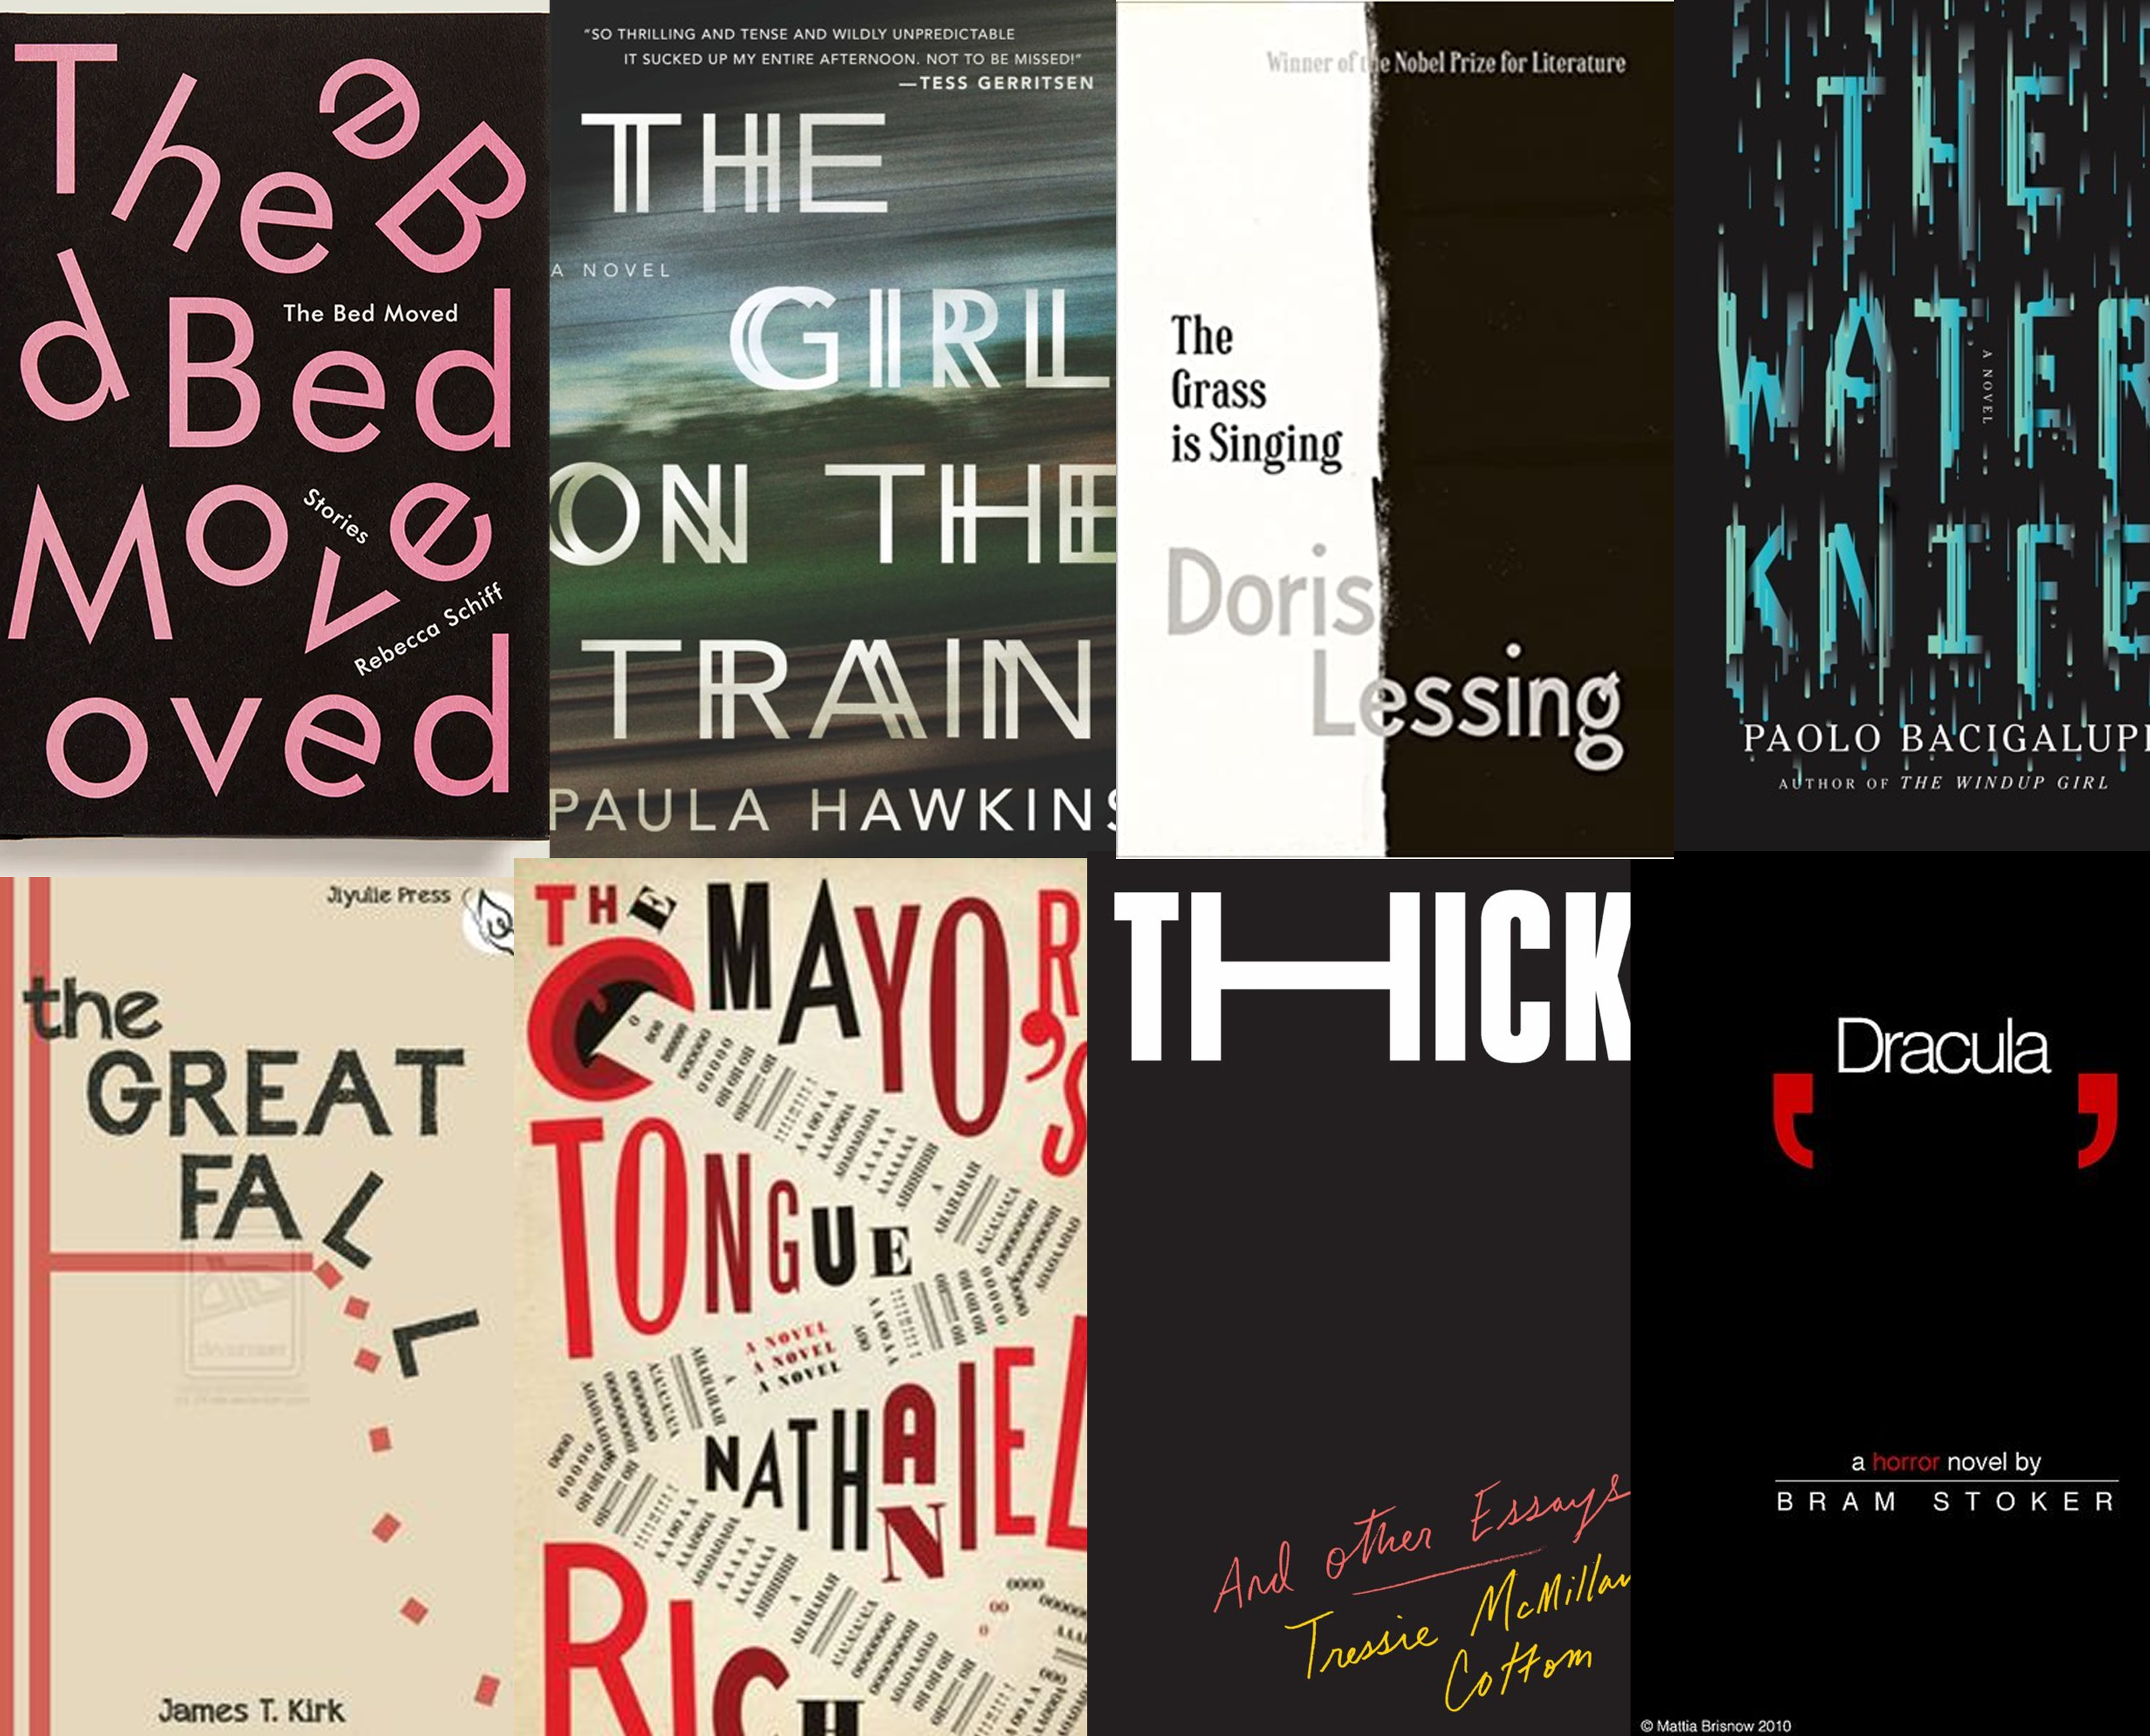 The
eB
d Bed
The Bed Moved
Move
Stories
Rebecca Schiff
oved
"SO THRILLING AND TENSE AND WILDLY UNPREDICTABLE
IT SUCKED UP MY ENTIRE AFTERNOON. NOT TO BE MISSED!"
—TESS GERRITSEN
THE
A NOVEL
GIRL
ON THE
TRAIN
PAULA HAWKINS
Winner of the Nobel Prize for Literature
The
Grass
is Singing
Doris
Lessing
THE
WATER
A NOVEL
KNIFE
PAOLO BACIGALUPI
AUTHOR OF THE WINDUP GIRL
Jiyulie Press
the
GREAT
FALL
James T. Kirk
THE
MAYOR'S
TONGUE
A NOVEL
A NOVEL
A NOVEL
NATHANIEL
RICH
THICK
And other Essays
Tressie McMillan
Cottom
Dracula
a horror novel by
BRAM STOKER
© Mattia Brisnow 2010